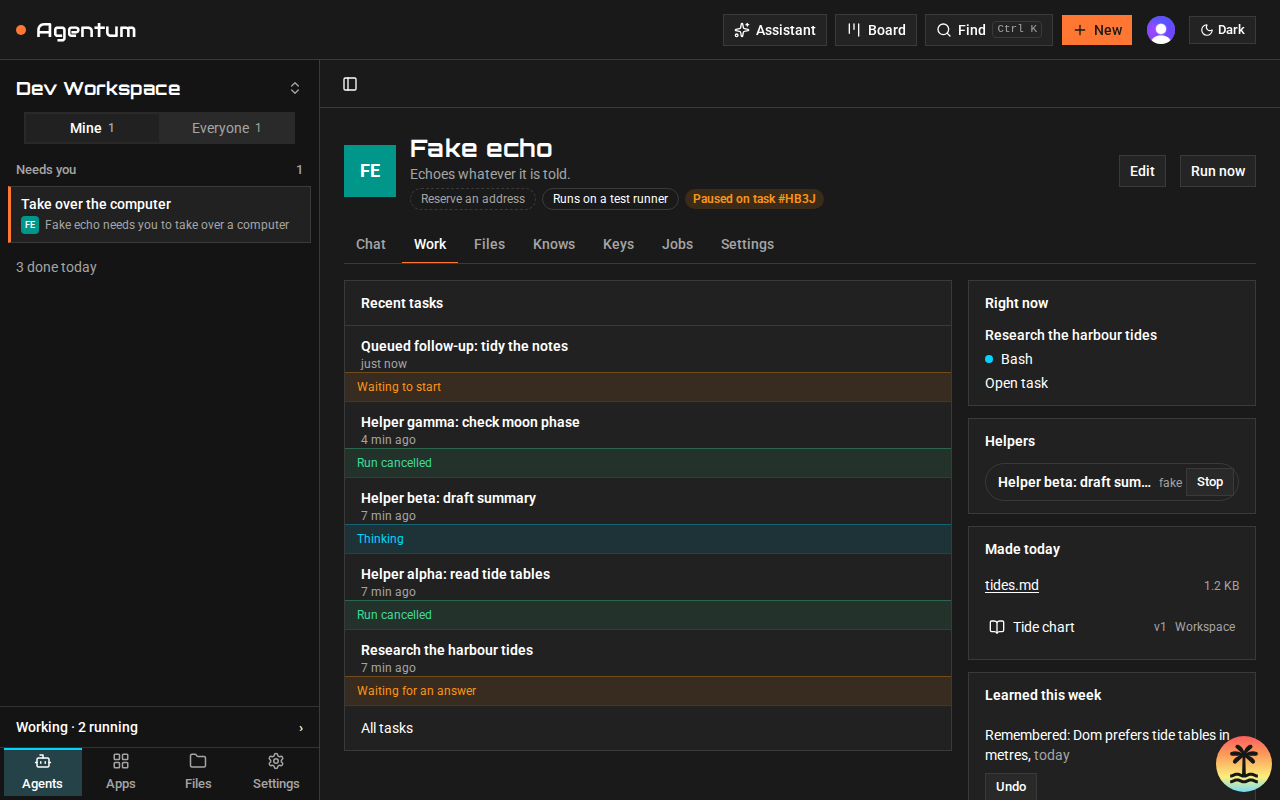 Agentum
Assistant
Board
Find Ctrl K
New
Dark
Dev Workspace
Mine 1
Everyone 1
Needs you 1
Take over the computer
FE Fake echo needs you to take over a computer
3 done today
Working · 2 running ›
Agents
Apps
Files
Settings
FE
Fake echo
Echoes whatever it is told.
Reserve an address
Runs on a test runner
Paused on task #HB3J
Edit
Run now
Chat
Work
Files
Knows
Keys
Jobs
Settings
Recent tasks
Queued follow-up: tidy the notes
just now
Waiting to start
Helper gamma: check moon phase
4 min ago
Run cancelled
Helper beta: draft summary
7 min ago
Thinking
Helper alpha: read tide tables
7 min ago
Run cancelled
Research the harbour tides
7 min ago
Waiting for an answer
All tasks
Right now
Research the harbour tides
Bash
Open task
Helpers
Helper beta: draft sum... fake Stop
Made today
tides.md 1.2 KB
Tide chart v1 Workspace
Learned this week
Remembered: Dom prefers tide tables in
metres, today
Undo